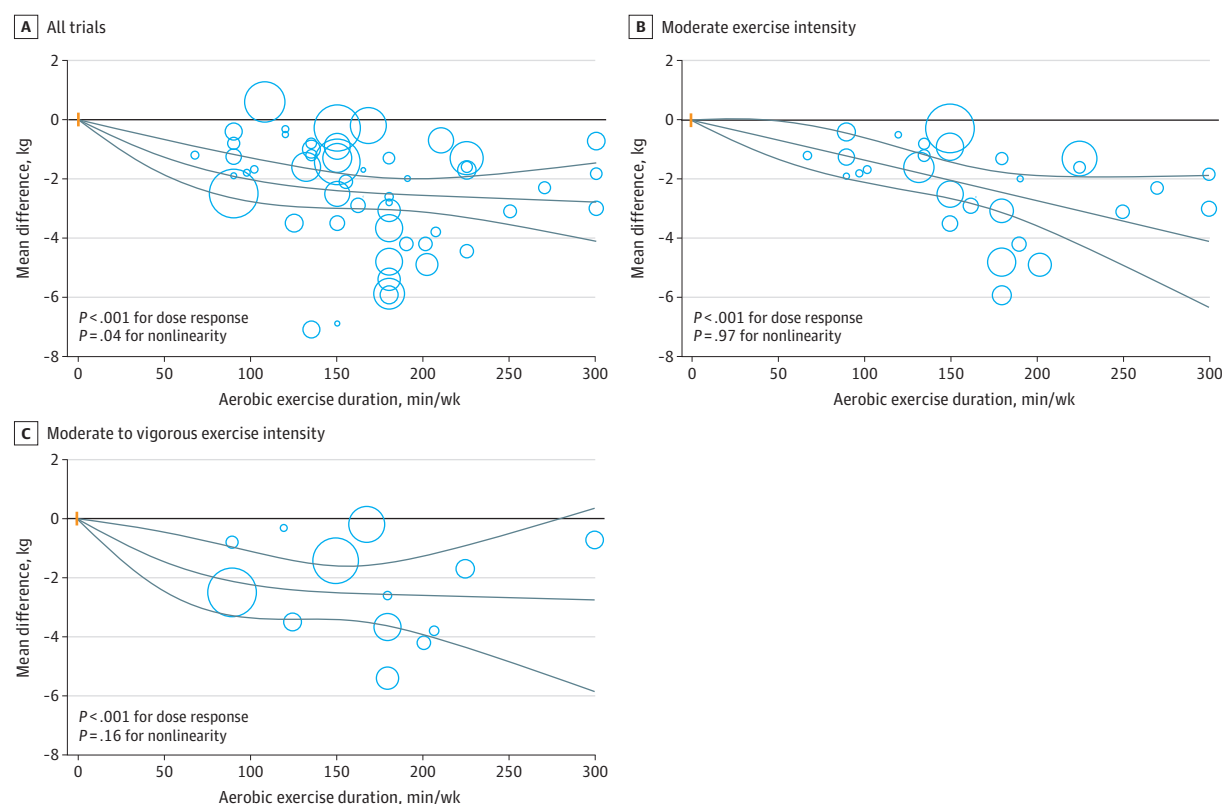 A All trials
2
0
-2
-4
-6
-8
Mean difference, kg
P < .001 for dose response
P = .04 for nonlinearity
0 50 100 150 200 250 300
Aerobic exercise duration, min/wk
B Moderate exercise intensity
2
0
-2
-4
-6
-8
Mean difference, kg
P < .001 for dose response
P = .97 for nonlinearity
0 50 100 150 200 250 300
Aerobic exercise duration, min/wk
C Moderate to vigorous exercise intensity
2
0
-2
-4
-6
-8
Mean difference, kg
P < .001 for dose response
P = .16 for nonlinearity
0 50 100 150 200 250 300
Aerobic exercise duration, min/wk